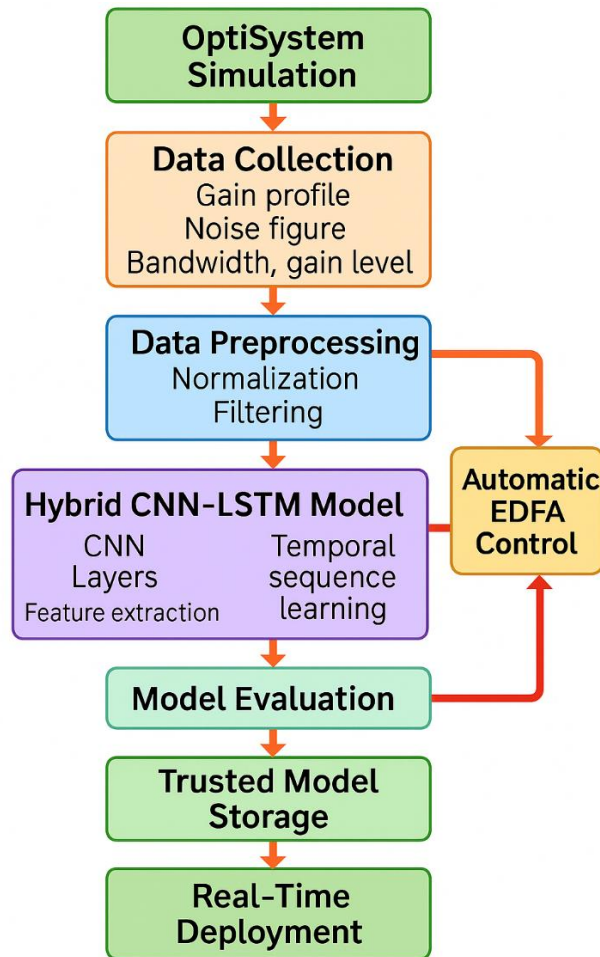 OptiSystem
Simulation
Data Collection
Gain profile
Noise figure
Bandwidth, gain level
Data Preprocessing
Normalization
Filtering
Automatic
EDFA
Control
Hybrid CNN-LSTM Model
CNN
Layers
Feature extraction
Temporal
sequence
learning
Model Evaluation
Trusted Model
Storage
Real-Time
Deployment